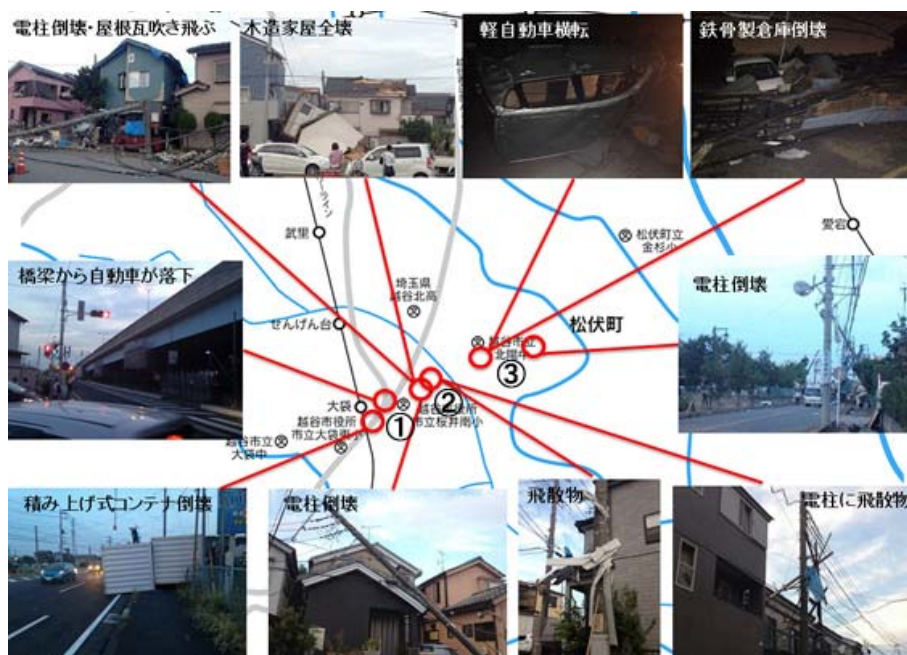 電柱倒壊・屋根瓦吹き飛ぶ
木造家屋全壊
軽自動車横転
鉄骨製倉庫倒壊
武里
松伏町立
金杉小
愛宕
橋梁から自動車が落下
埼玉県
越谷北高
せんげん台
松伏町
電柱倒壊
越谷市立
北陽中
③
大袋
②
①
越谷市役所
市立大袋東小
市立桜井南小
越谷市立
大袋中
積み上げ式コンテナ倒壊
電柱倒壊
飛散物
電柱に飛散物